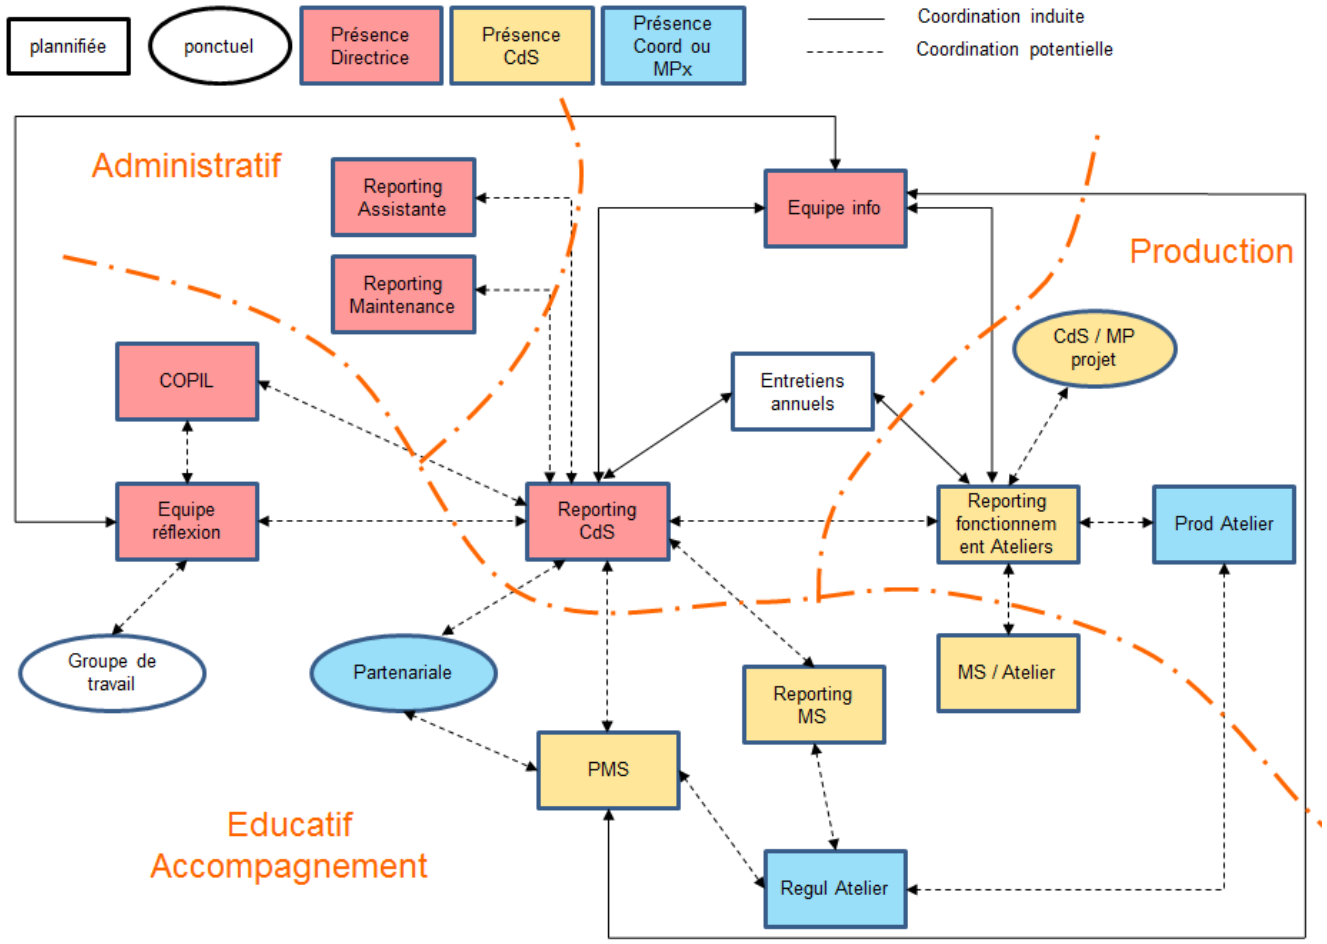 plannifiée
ponctuel
Présence
Directrice
Présence
CdS
Présence
Coord ou
MPx
Coordination induite
Coordination potentielle
Administratif
Reporting
Assistante
Equipe info
Production
Reporting
Maintenance
CdS / MP
projet
COPIL
Entretiens
annuels
Equipe
réflexion
Reporting
CdS
Reporting
fonctionnem
ent Ateliers
Prod Atelier
Groupe de
travail
Partenariale
Reporting
MS
MS / Atelier
PMS
Educatif
Accompagnement
Regul Atelier